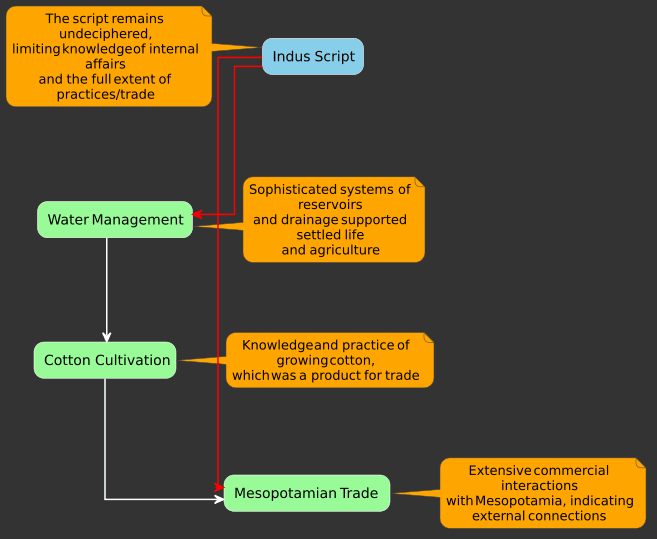 The script remains
undeciphered,
limiting knowledge of internal
affairs
and the full extent of
practices/trade
Indus Script
Water Management
Sophisticated systems of
reservoirs
and drainage supported
settled life
and agriculture
Cotton Cultivation
Knowledge and practice of
growing cotton,
which was a product for trade
Mesopotamian Trade
Extensive commercial
interactions
with Mesopotamia, indicating
external connections